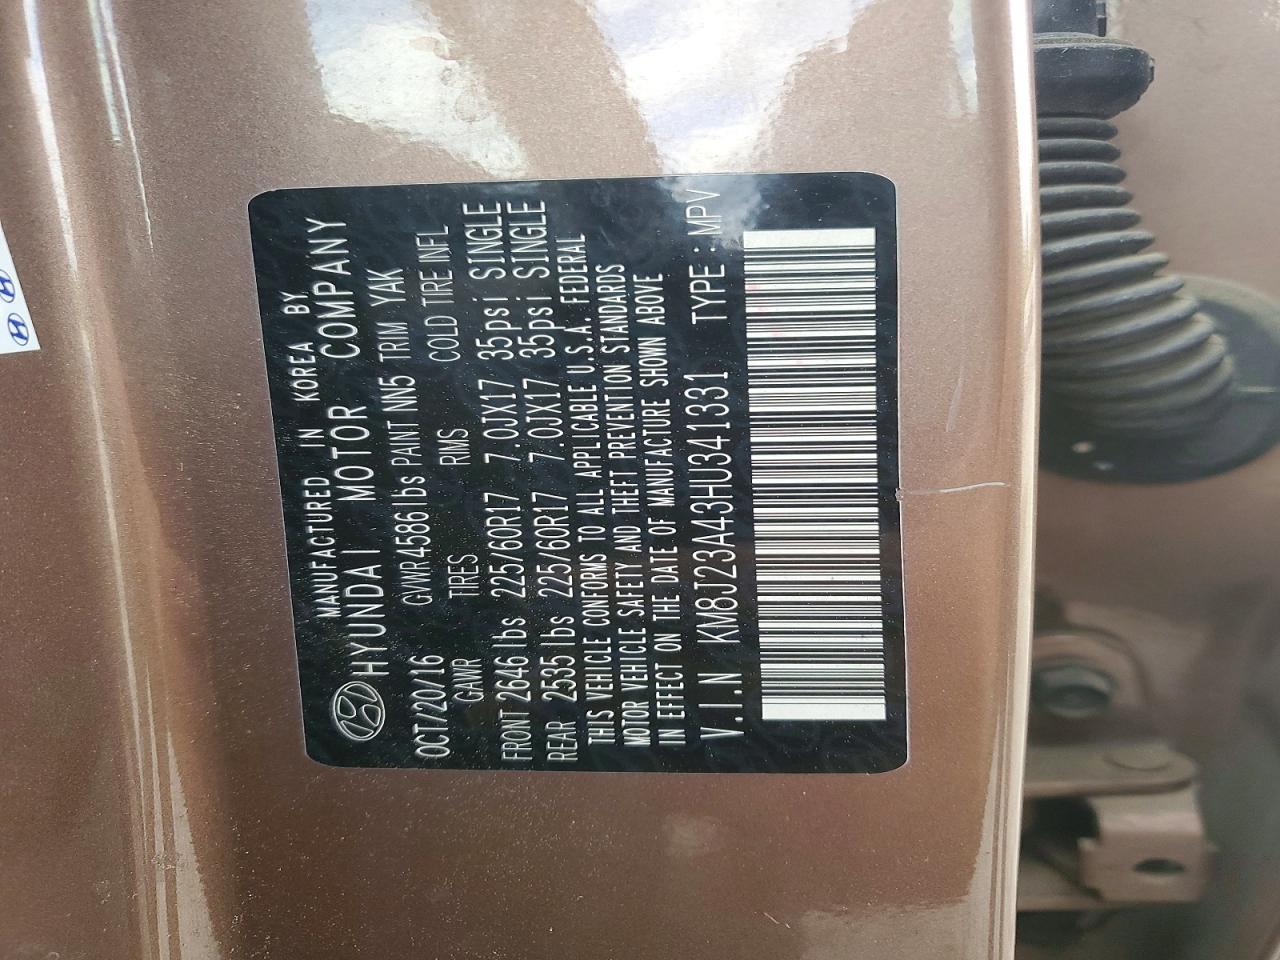 MANUFACTURED IN KOREA BY
HYUNDAI MOTOR COMPANY
OCT/20/16 GVWR 4586 lbs PAINT NN5 TRIM YAK
GAWR TIRES RIMS COLD TIRE INFL
FRONT 2646 lbs 225/60R17 7.0JX17 35psi SINGLE
REAR 2535 lbs 225/60R17 7.0JX17 35psi SINGLE
THIS VEHICLE CONFORMS TO ALL APPLICABLE U.S.A. FEDERAL
MOTOR VEHICLE SAFETY AND THEFT PREVENTION STANDARDS
IN EFFECT ON THE DATE OF MANUFACTURE SHOWN ABOVE
V.I.N KM8J23A43HU341331 TYPE : MPV